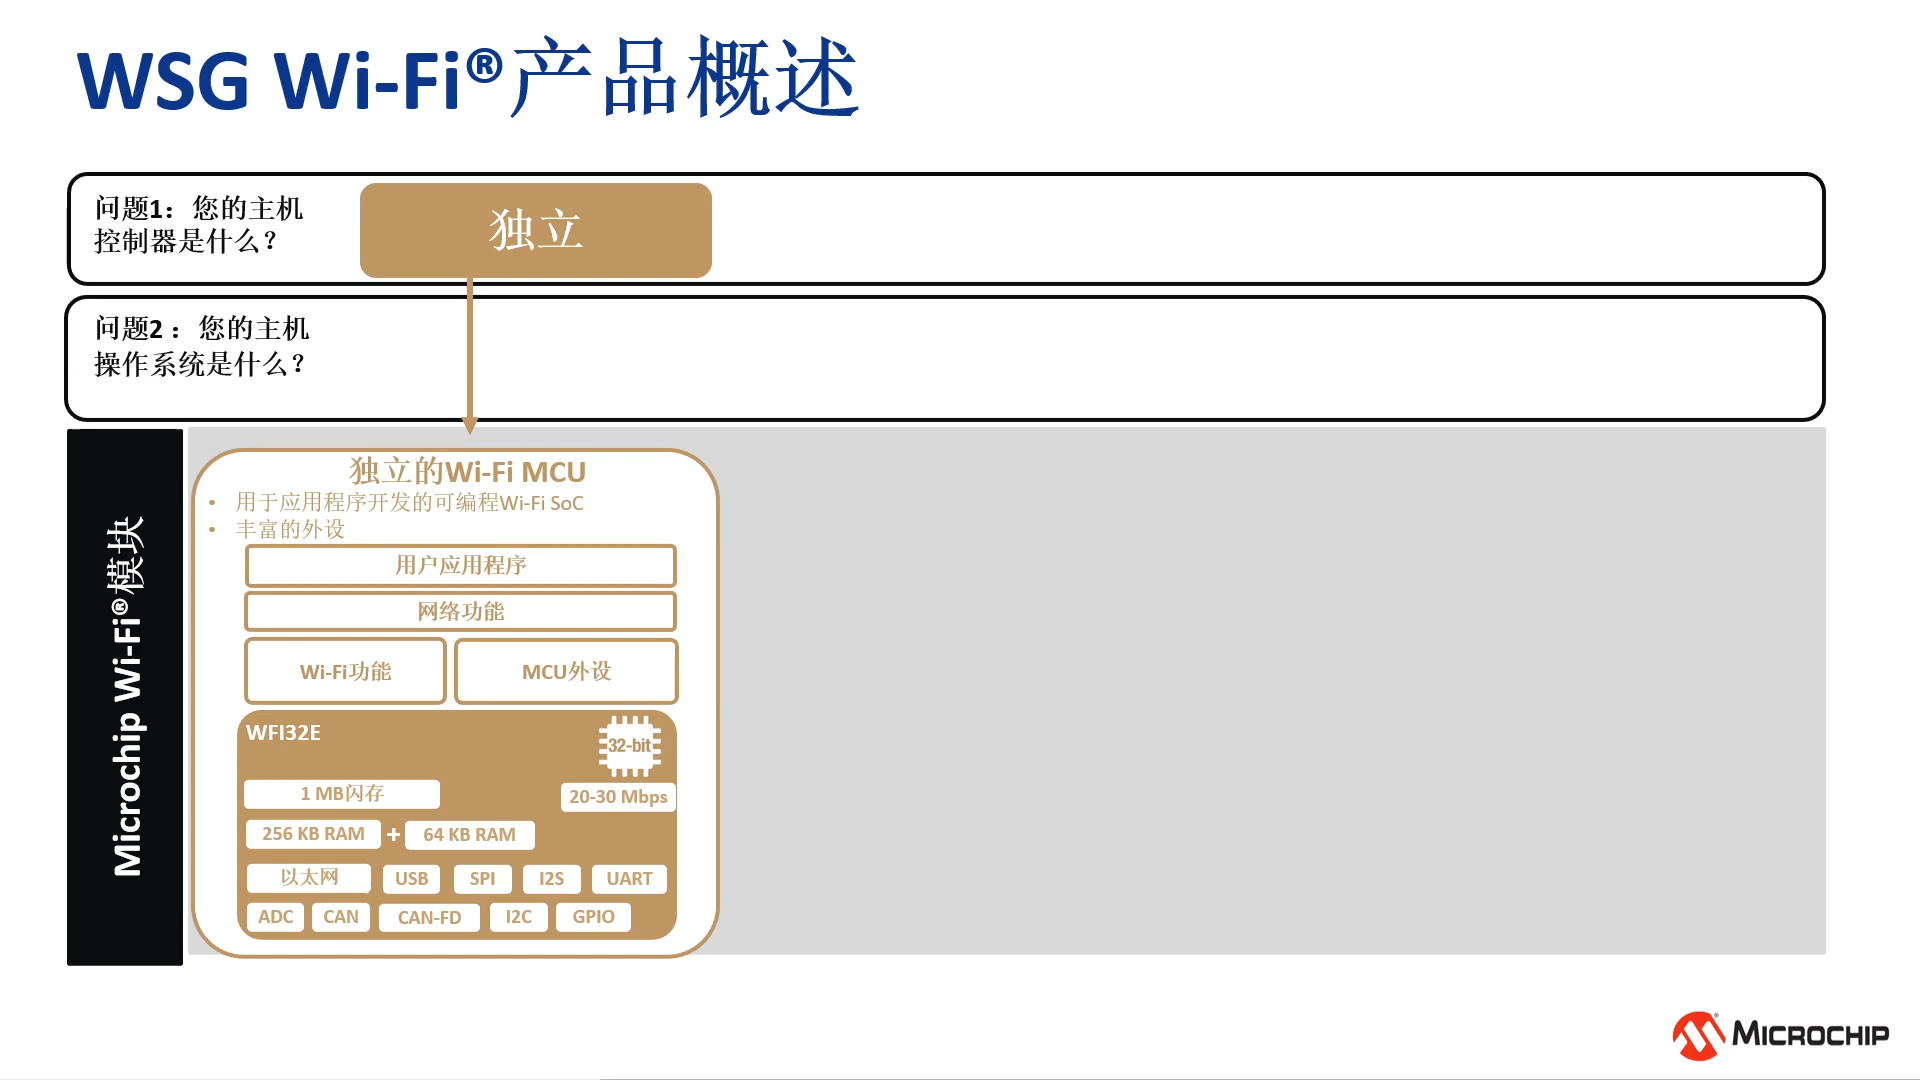 WSG Wi-Fi®产品概述
问题1：您的主机
控制器是什么？
独立
问题2 ：您的主机
操作系统是什么？
Microchip Wi-Fi®模块
独立的Wi-Fi MCU
• 用于应用程序开发的可编程Wi-Fi SoC
• 丰富的外设
用户应用程序
网络功能
Wi-Fi功能
MCU外设
WFI32E
32-bit
1 MB闪存
20-30 Mbps
256 KB RAM + 64 KB RAM
以太网 USB SPI I2S UART
ADC CAN CAN-FD I2C GPIO
MICROCHIP